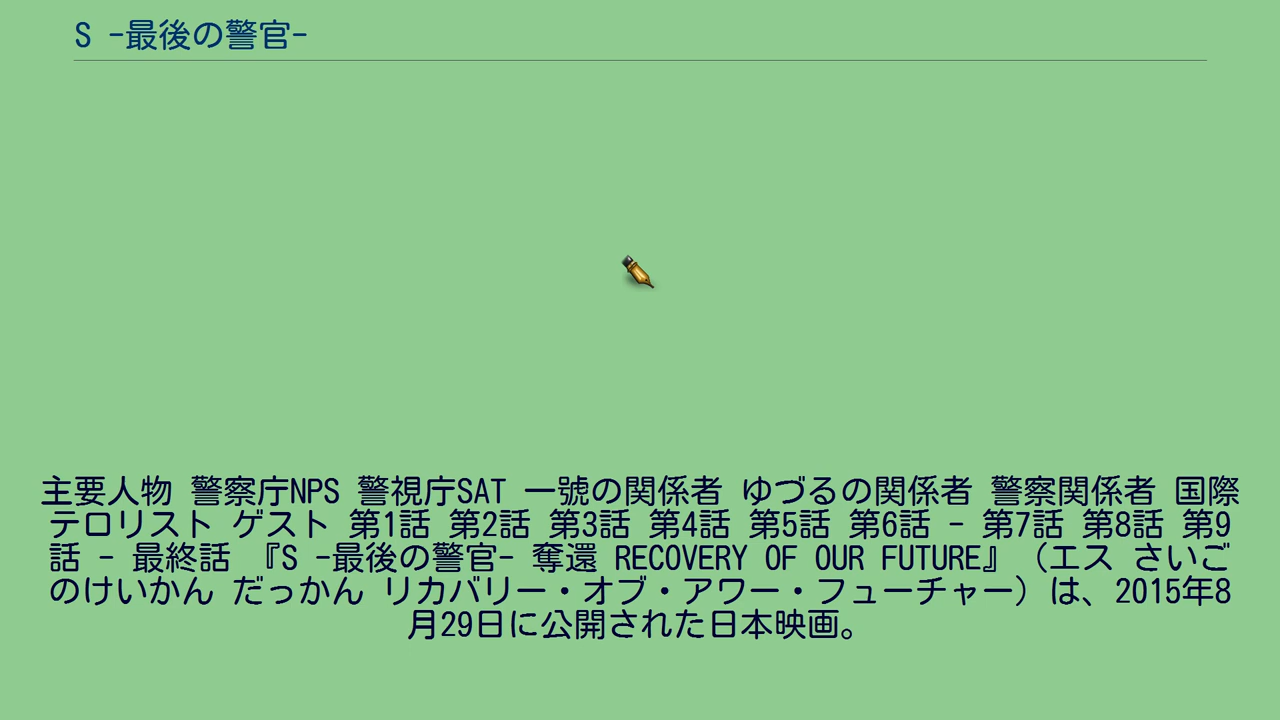 S -最後の警官-
主要人物 警察庁NPS 警視庁SAT 一號の関係者 ゆづるの関係者 警察関係者 国際
テロリスト ゲスト 第1話 第2話 第3話 第4話 第5話 第6話 - 第7話 第8話 第9
話 - 最終話 『S -最後の警官- 奪還 RECOVERY OF OUR FUTURE』（エス さいご
のけいかん だっかん リカバリー・オブ・アワー・フューチャー）は、2015年8
月29日に公開された日本映画。